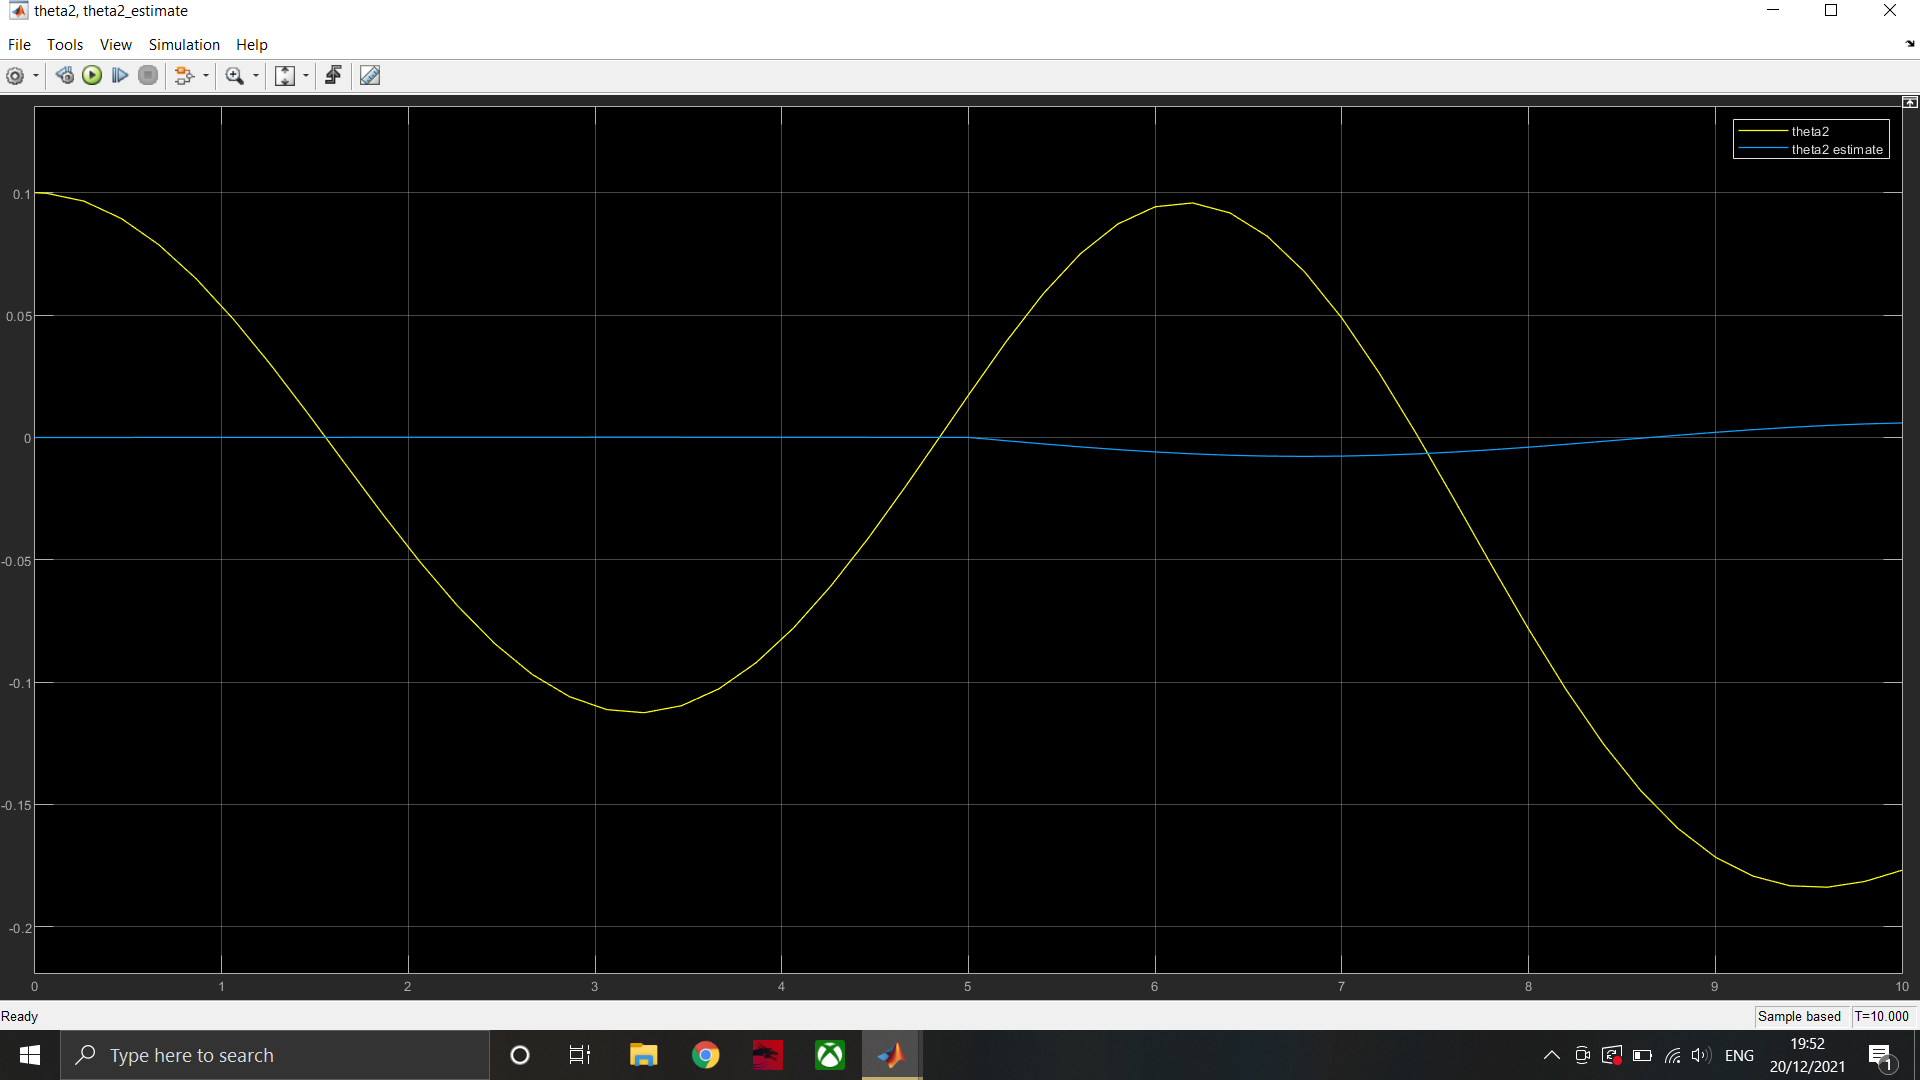 theta2, theta2_estimate
File Tools View Simulation Help
theta2
theta2 estimate
0.1
0.05
0
-0.05
-0.1
-0.15
-0.2
0 1 2 3 4 5 6 7 8 9 10
Ready
Sample based T=10.000
Type here to search
ENG
19:52
20/12/2021
1